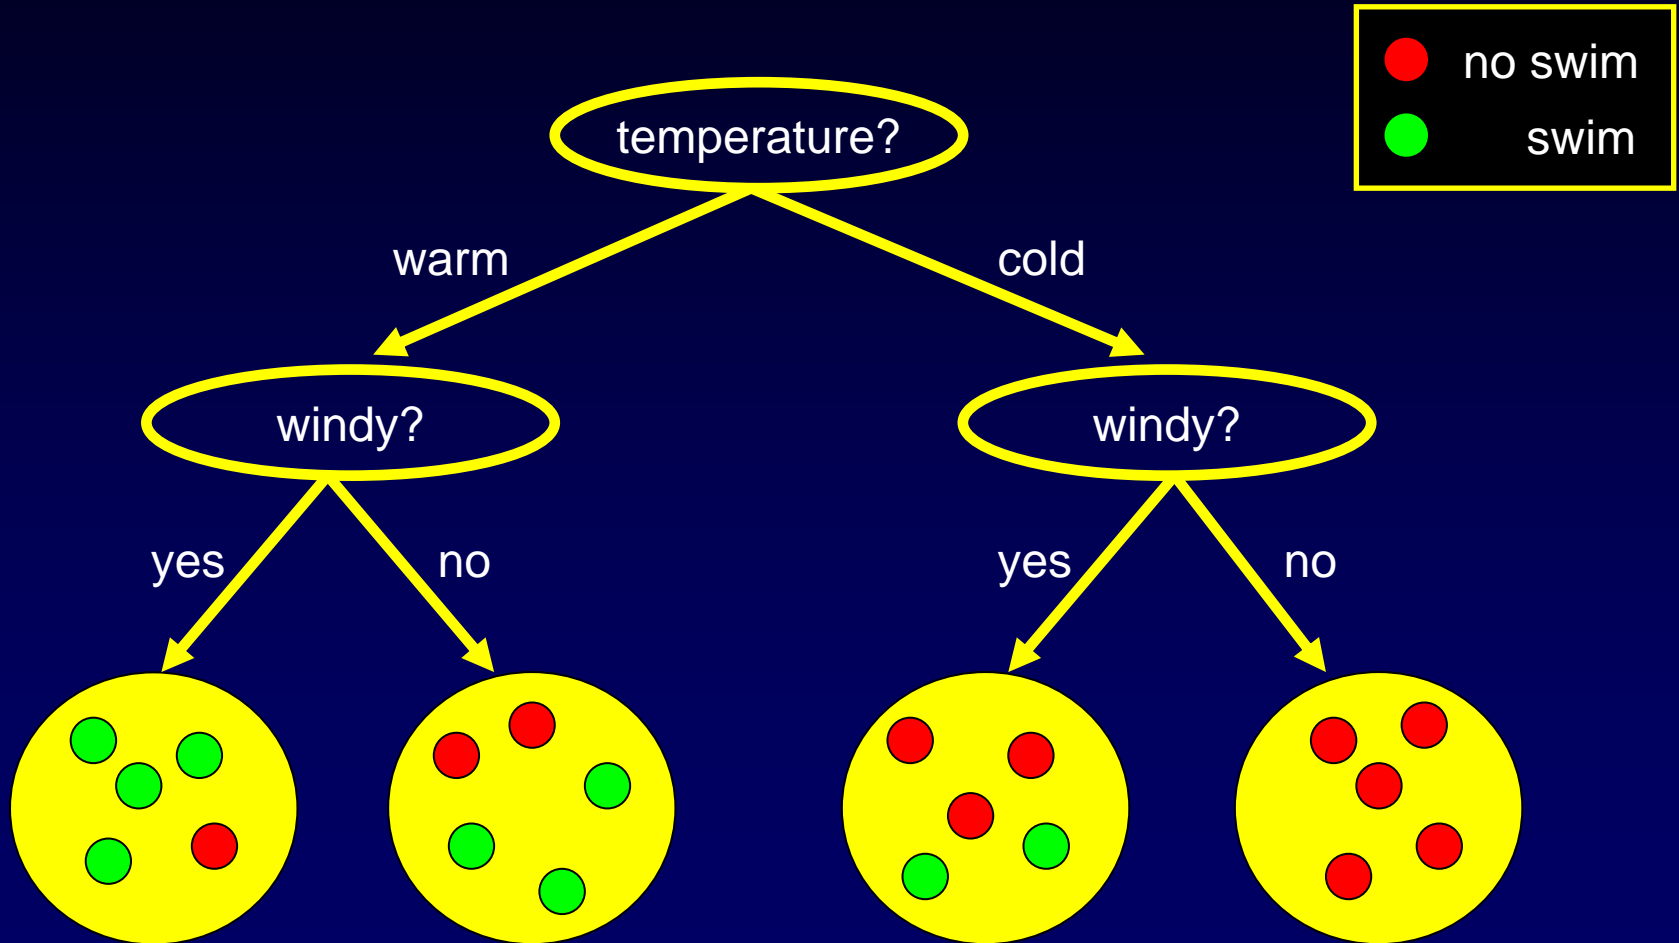 no swim
swim
temperature?
warm
cold
windy?
windy?
yes
no
yes
no